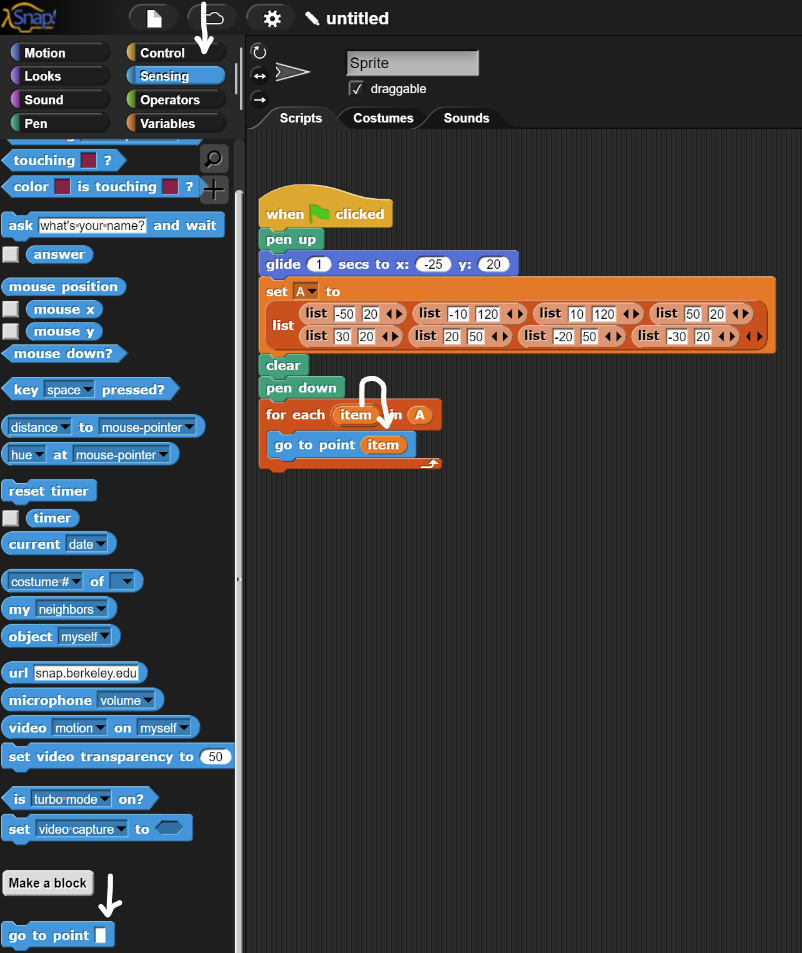 Snap!
untitled
Motion Control
Looks Sensing
Sound Operators
Pen Variables
Sprite
draggable
Scripts Costumes Sounds
touching ?
color is touching ?
ask what's·your·name? and wait
answer
mouse position
mouse x
mouse y
mouse down?
key space pressed?
distance to mouse-pointer
hue at mouse-pointer
reset timer
timer
current date
costume·# of
my neighbors
object myself
url snap.berkeley.edu
microphone volume
video motion on myself
set video transparency to 50
is turbo·mode on?
set video·capture to
Make a block
go to point
when clicked
pen up
glide 1 secs to x: -25 y: 20
set A to
list
list -50 20 list -10 120 list 10 120 list 50 20
list 30 20 list 20 50 list -20 50 list -30 20
clear
pen down
for each item in A
go to point item